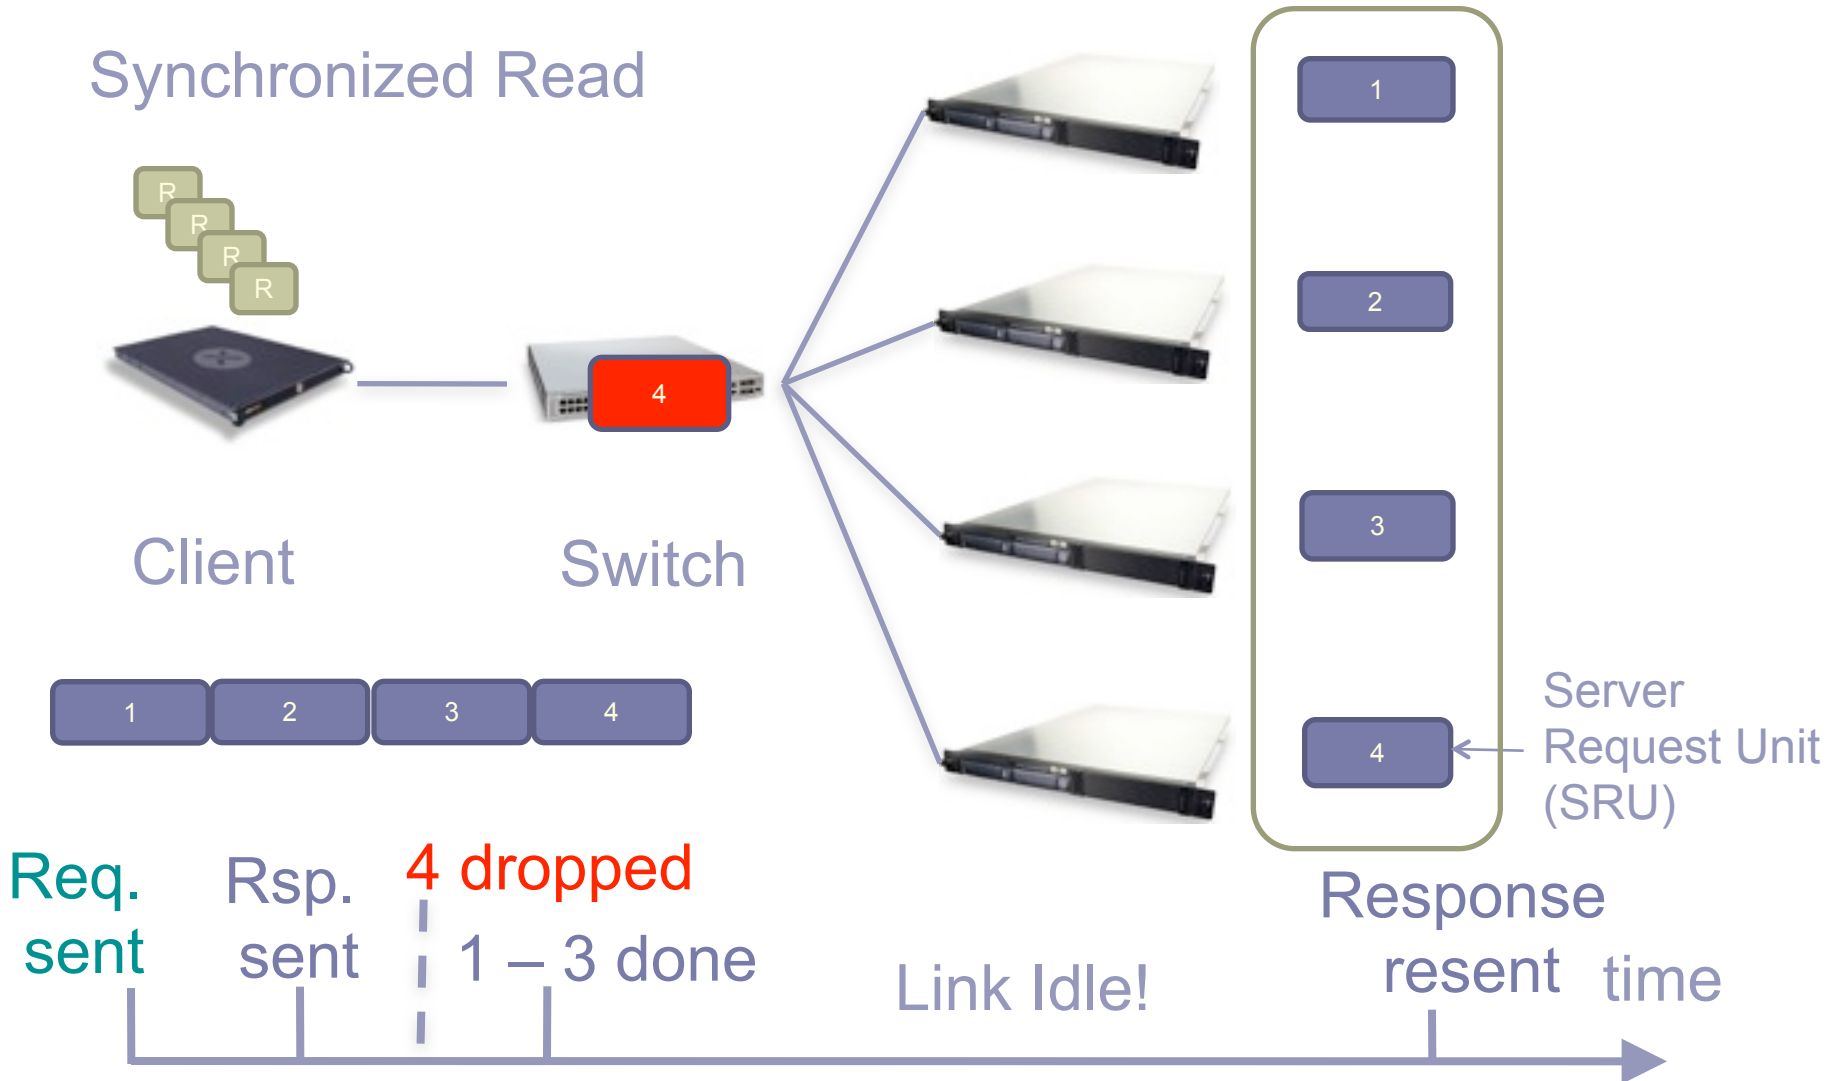 Synchronized Read
R
R
R
R
1
2
4
3
Client
Switch
1 2 3 4
4
Server
Request Unit
(SRU)
Req.
sent
Rsp.
sent
4 dropped
1 – 3 done
Link Idle!
Response
resent
time